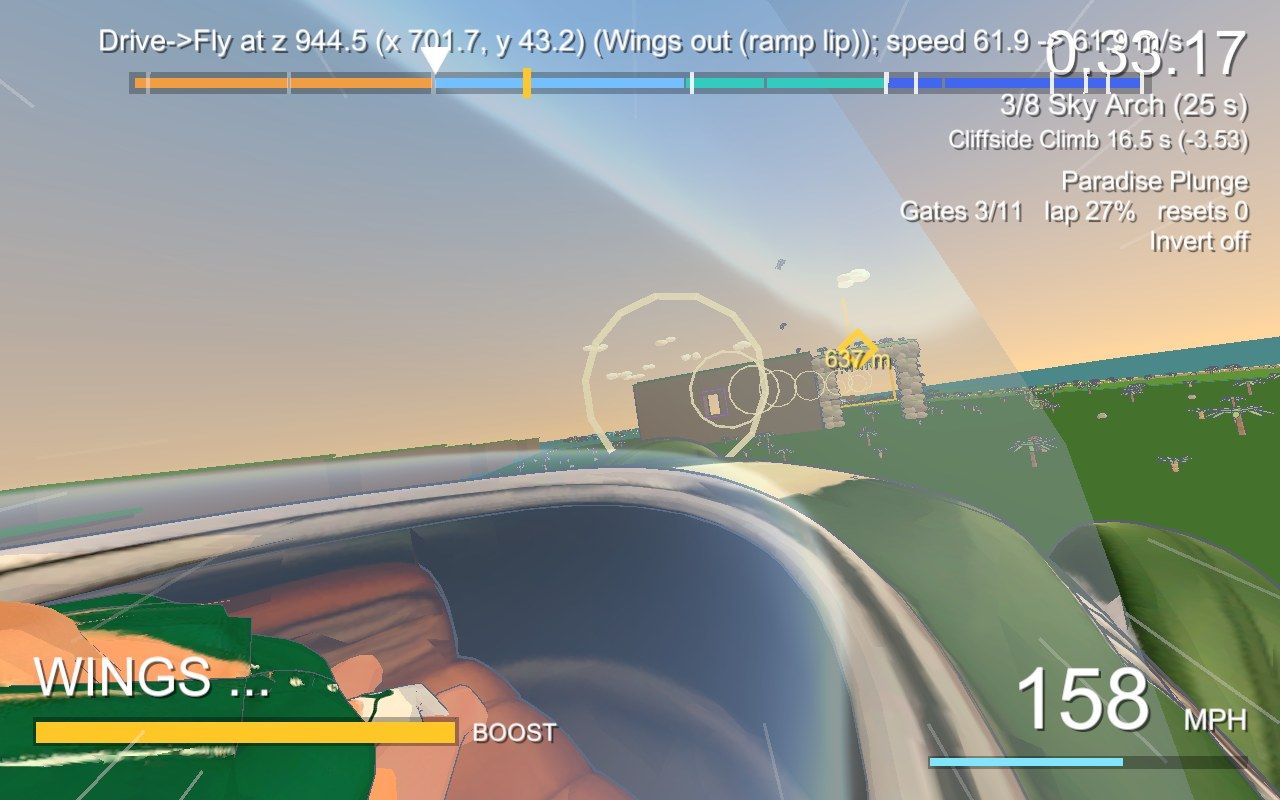 Drive->Fly at z 944.5 (x 701.7, y 43.2) (Wings out (ramp lip)); speed 61.9 -> 61.9 m/s
0:33.17
3/8 Sky Arch (25 s)
Cliffside Climb 16.5 s (-3.53)
Paradise Plunge
Gates 3/11 lap 27% resets 0
Invert off
637 m
WINGS ...
BOOST
158 MPH